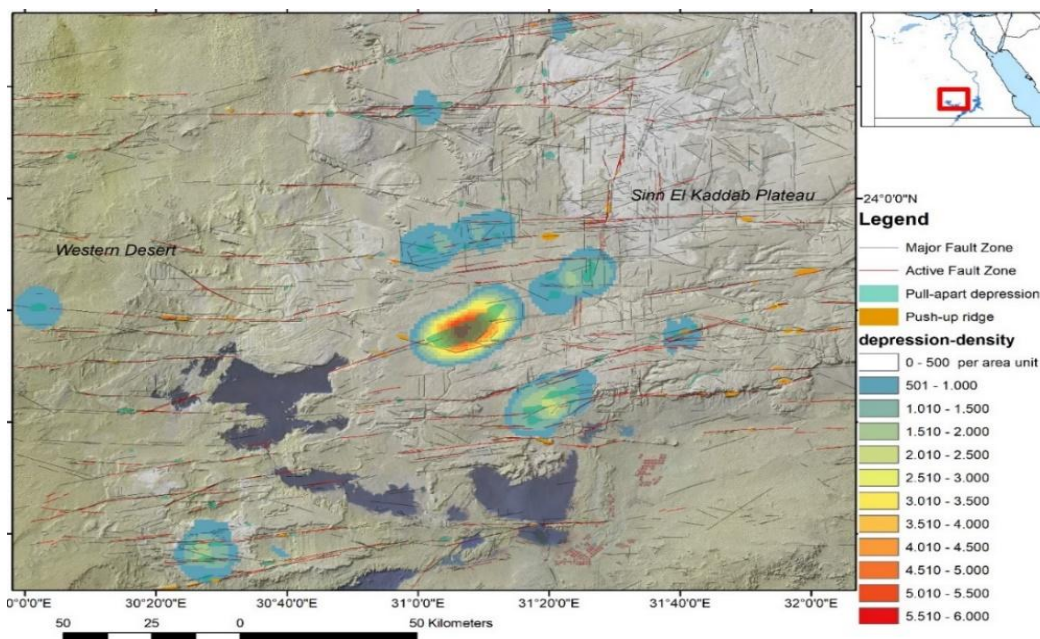 Sinn El Kaddab Plateau
Western Desert
24°0'0"N
Legend
Major Fault Zone
Active Fault Zone
Pull-apart depression
Push-up ridge
depression-density
0 - 500 per area unit
501 - 1.000
1.010 - 1.500
1.510 - 2.000
2.010 - 2.500
2.510 - 3.000
3.010 - 3.500
3.510 - 4.000
4.010 - 4.500
4.510 - 5.000
5.010 - 5.500
5.510 - 6.000
0°0'0"E 30°20'0"E 30°40'0"E 31°0'0"E 31°20'0"E 31°40'0"E 32°0'0"E
50 25 0 50 Kilometers